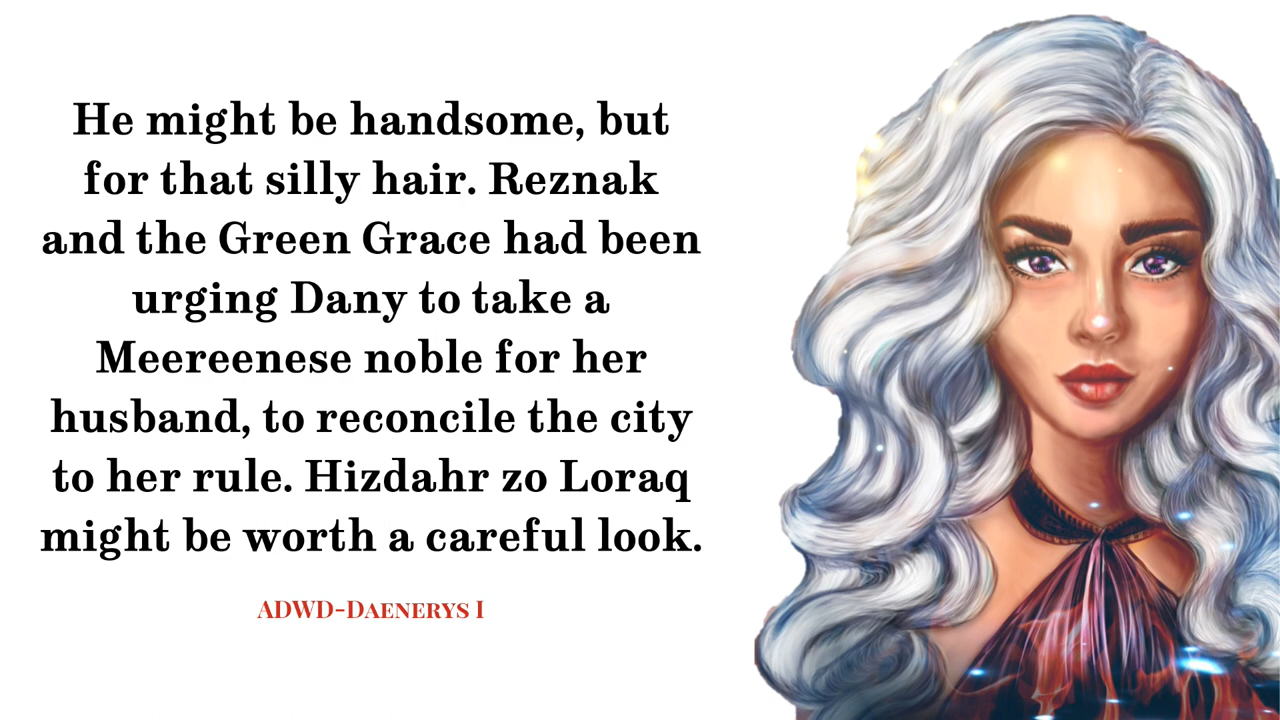 He might be handsome, but
for that silly hair. Reznak
and the Green Grace had been
urging Dany to take a
Meereenese noble for her
husband, to reconcile the city
to her rule. Hizdahr zo Loraq
might be worth a careful look.
ADWD-Daenerys I